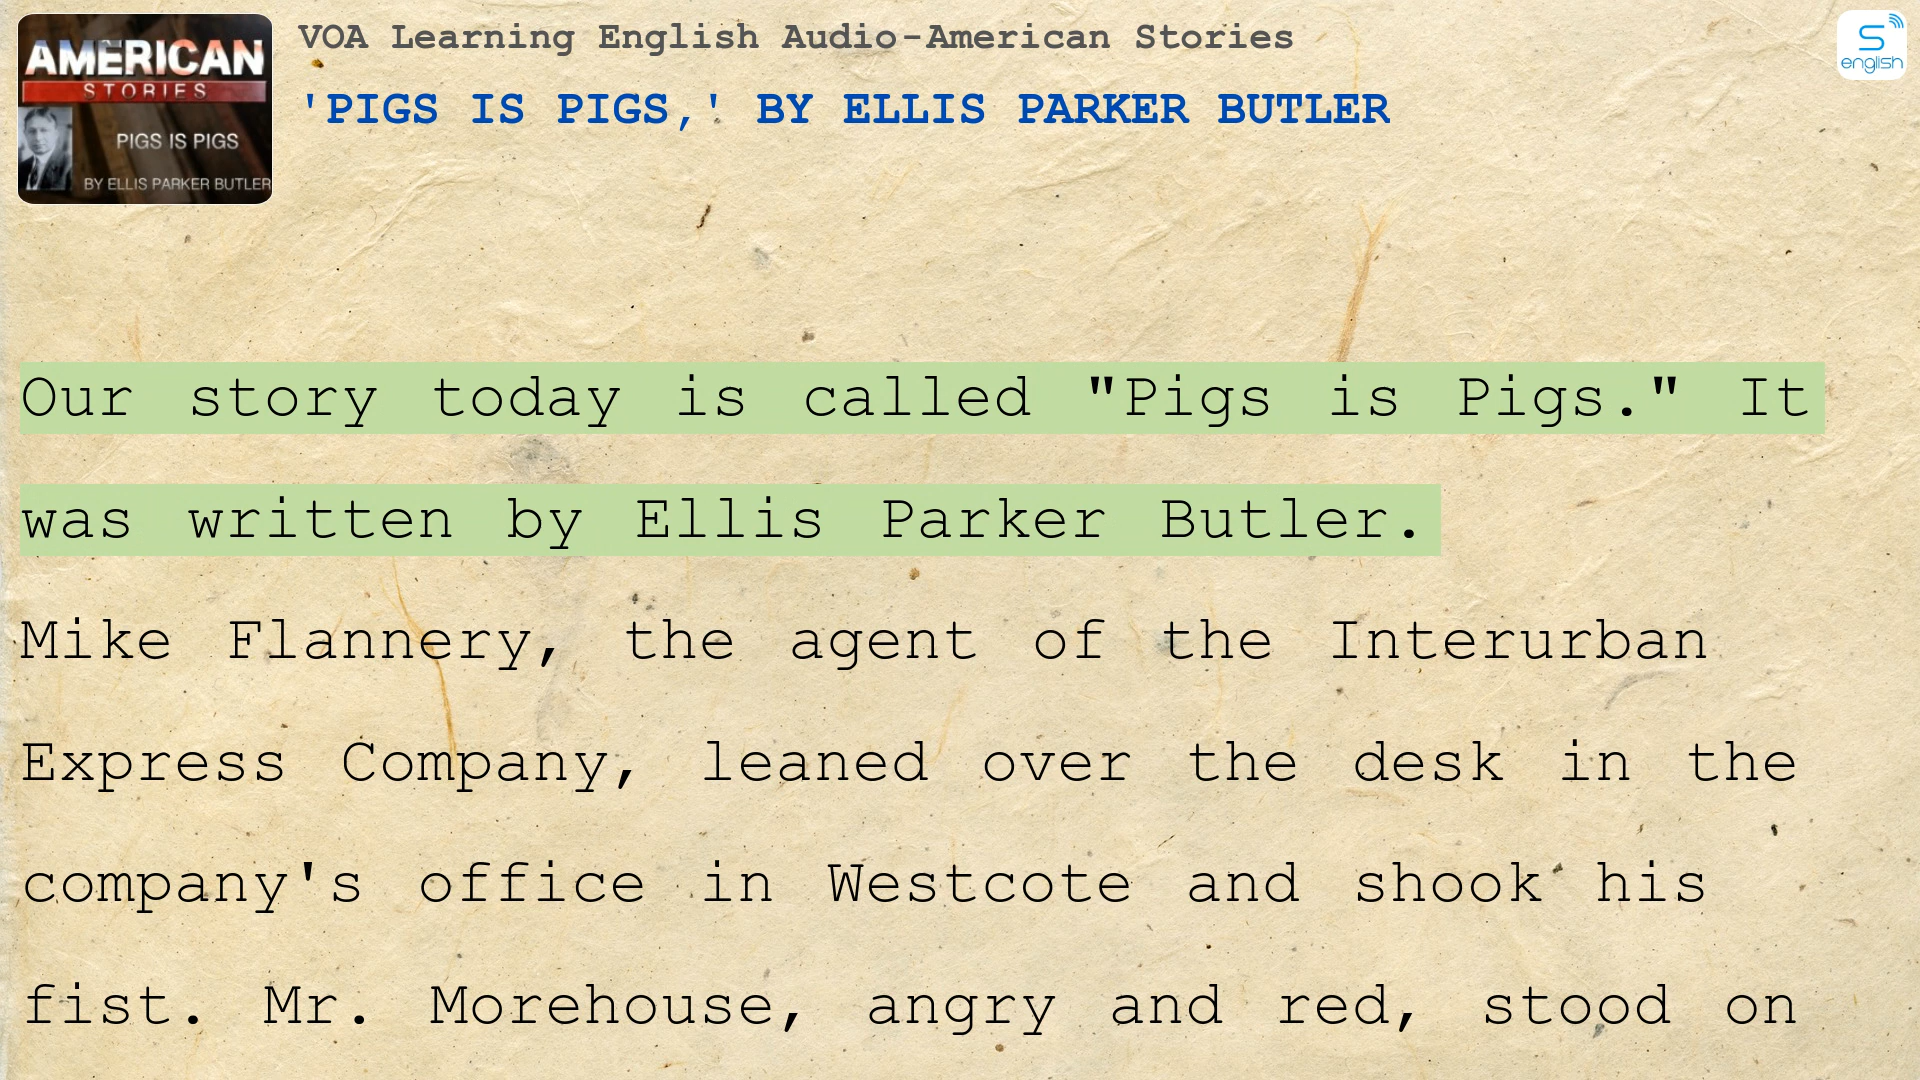 AMERICAN
STORIES
PIGS IS PIGS
BY ELLIS PARKER BUTLER
VOA Learning English Audio-American Stories
'PIGS IS PIGS,' BY ELLIS PARKER BUTLER
S
english
Our story today is called "Pigs is Pigs." It
was written by Ellis Parker Butler.
Mike Flannery, the agent of the Interurban
Express Company, leaned over the desk in the
company's office in Westcote and shook his
fist. Mr. Morehouse, angry and red, stood on